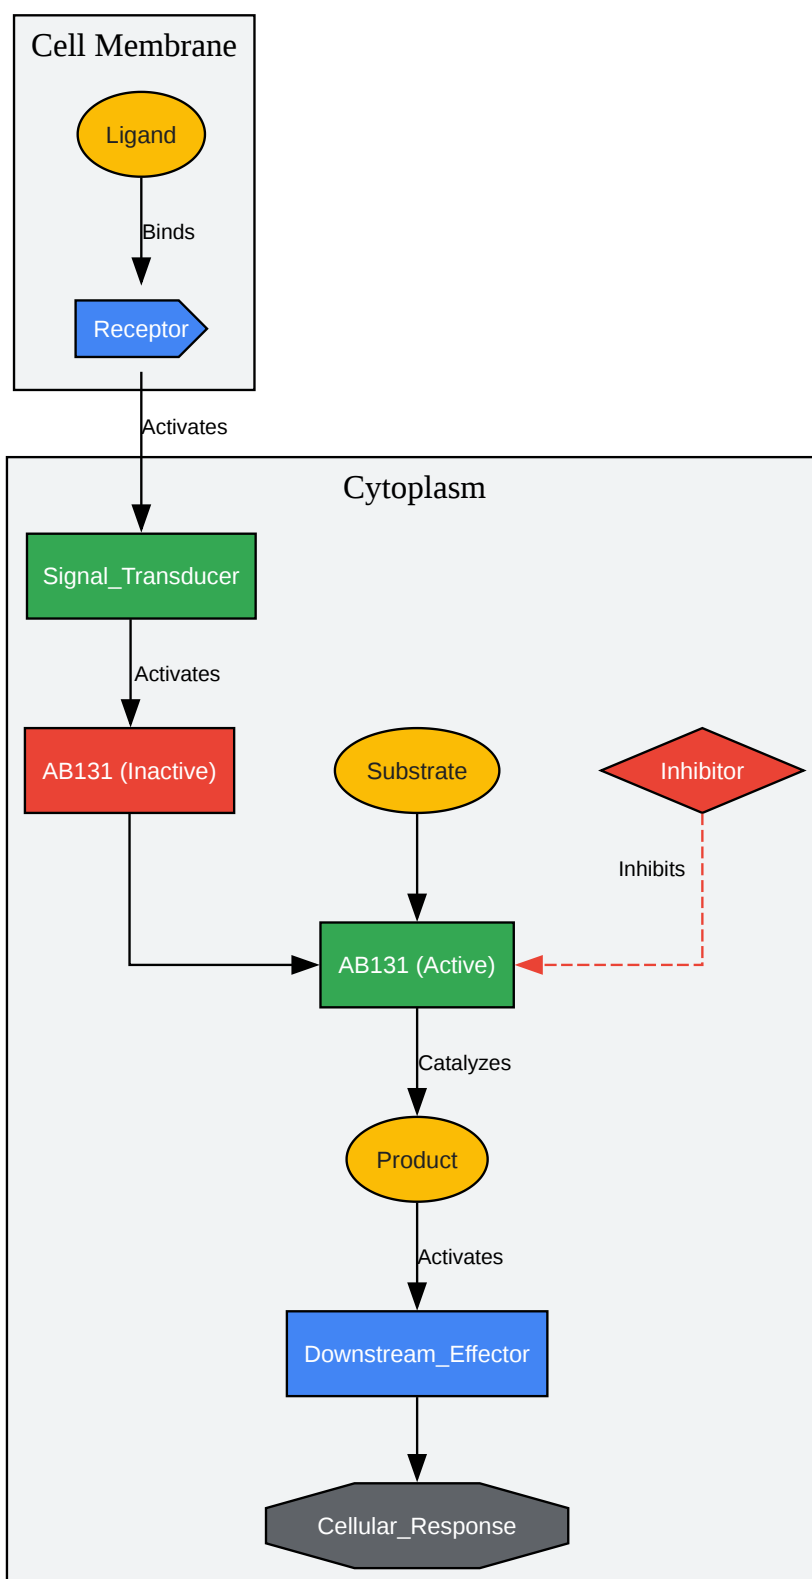 Cell Membrane
Ligand
Binds
Receptor
Activates
Cytoplasm
Signal_Transducer
Activates
AB131 (Inactive)
Substrate
Inhibitor
Inhibits
AB131 (Active)
Catalyzes
Product
Activates
Downstream_Effector
Cellular_Response